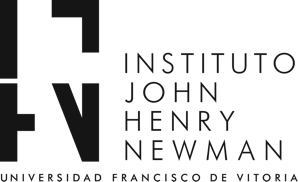 INSTITUTO
JOHN
HENRY
NEWMAN
UNIVERSIDAD FRANCISCO DE VITORIA